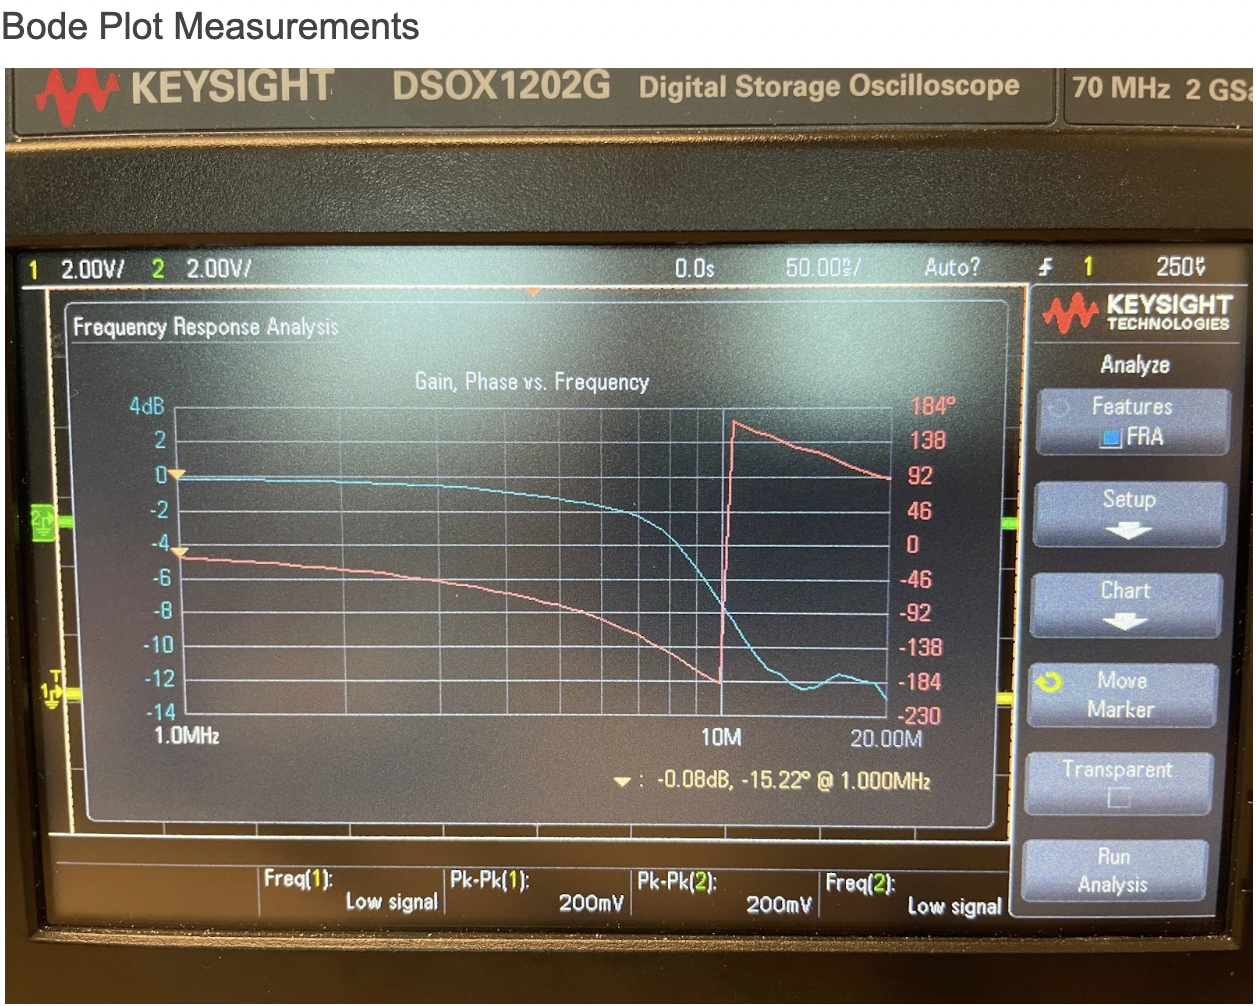 Bode Plot Measurements
KEYSIGHT DSOX1202G Digital Storage Oscilloscope 70 MHz 2 GSa
1 2.00V/ 2 2.00V/ 0.0s 50.00 / Auto? 1 250
KEYSIGHT
TECHNOLOGIES
Frequency Response Analysis
Analyze
Gain, Phase vs. Frequency
Features
FRA
Setup
Chart
Move
Marker
Transparent
Run
Analysis
4dB
2
0
-2
-4
-6
-8
-10
-12
-14
184°
138
92
46
0
-46
-92
-138
-184
-230
1.0MHz 10M 20.00M
: -0.08dB, -15.22° @ 1.000MHz
2
T
1
Freq(1): Pk-Pk(1): Pk-Pk(2): Freq(2):
Low signal 200mV 200mV Low signal